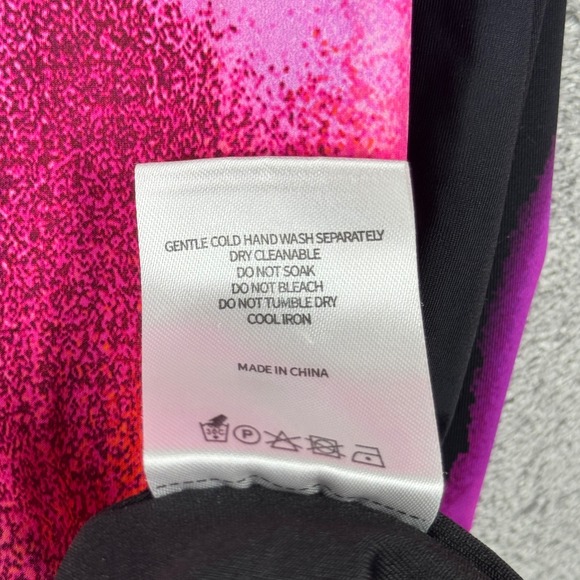 GENTLE COLD HAND WASH SEPARATELY
DRY CLEANABLE
DO NOT SOAK
DO NOT BLEACH
DO NOT TUMBLE DRY
COOL IRON
MADE IN CHINA
30C P